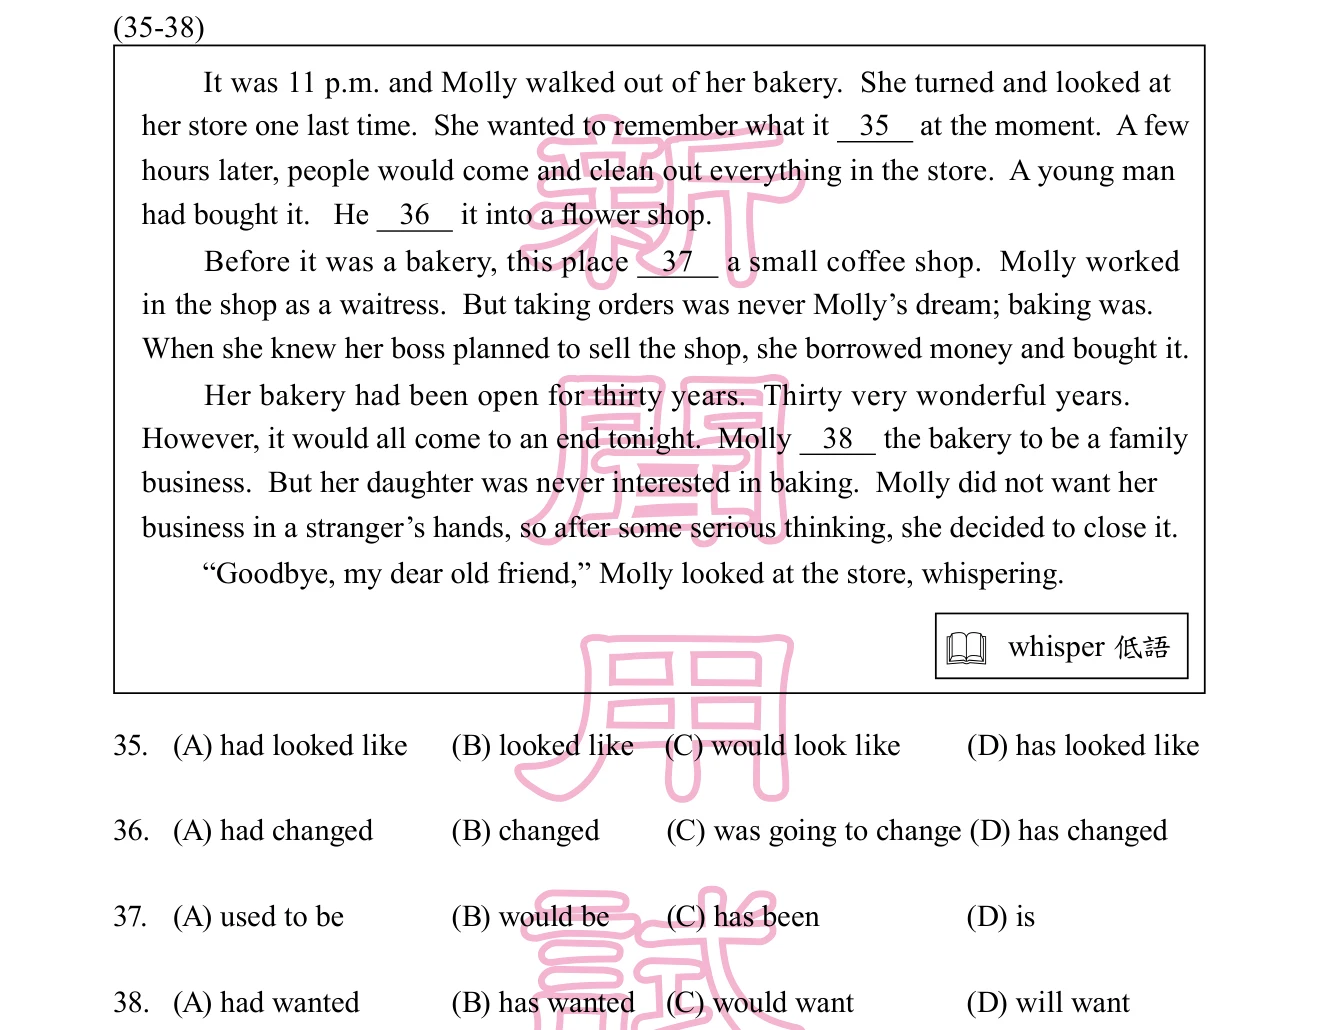 (35-38)
It was 11 p.m. and Molly walked out of her bakery. She turned and looked at
her store one last time. She wanted to remember what it 35 at the moment. A few
hours later, people would come and clean out everything in the store. A young man
had bought it. He 36 it into a flower shop.
Before it was a bakery, this place 37 a small coffee shop. Molly worked
in the shop as a waitress. But taking orders was never Molly’s dream; baking was.
When she knew her boss planned to sell the shop, she borrowed money and bought it.
Her bakery had been open for thirty years. Thirty very wonderful years.
However, it would all come to an end tonight. Molly 38 the bakery to be a family
business. But her daughter was never interested in baking. Molly did not want her
business in a stranger’s hands, so after some serious thinking, she decided to close it.
“Goodbye, my dear old friend,” Molly looked at the store, whispering.
whisper 低語
35. (A) had looked like (B) looked like (C) would look like (D) has looked like
36. (A) had changed (B) changed (C) was going to change (D) has changed
37. (A) used to be (B) would be (C) has been (D) is
38. (A) had wanted (B) has wanted (C) would want (D) will want
新
聞
用
試